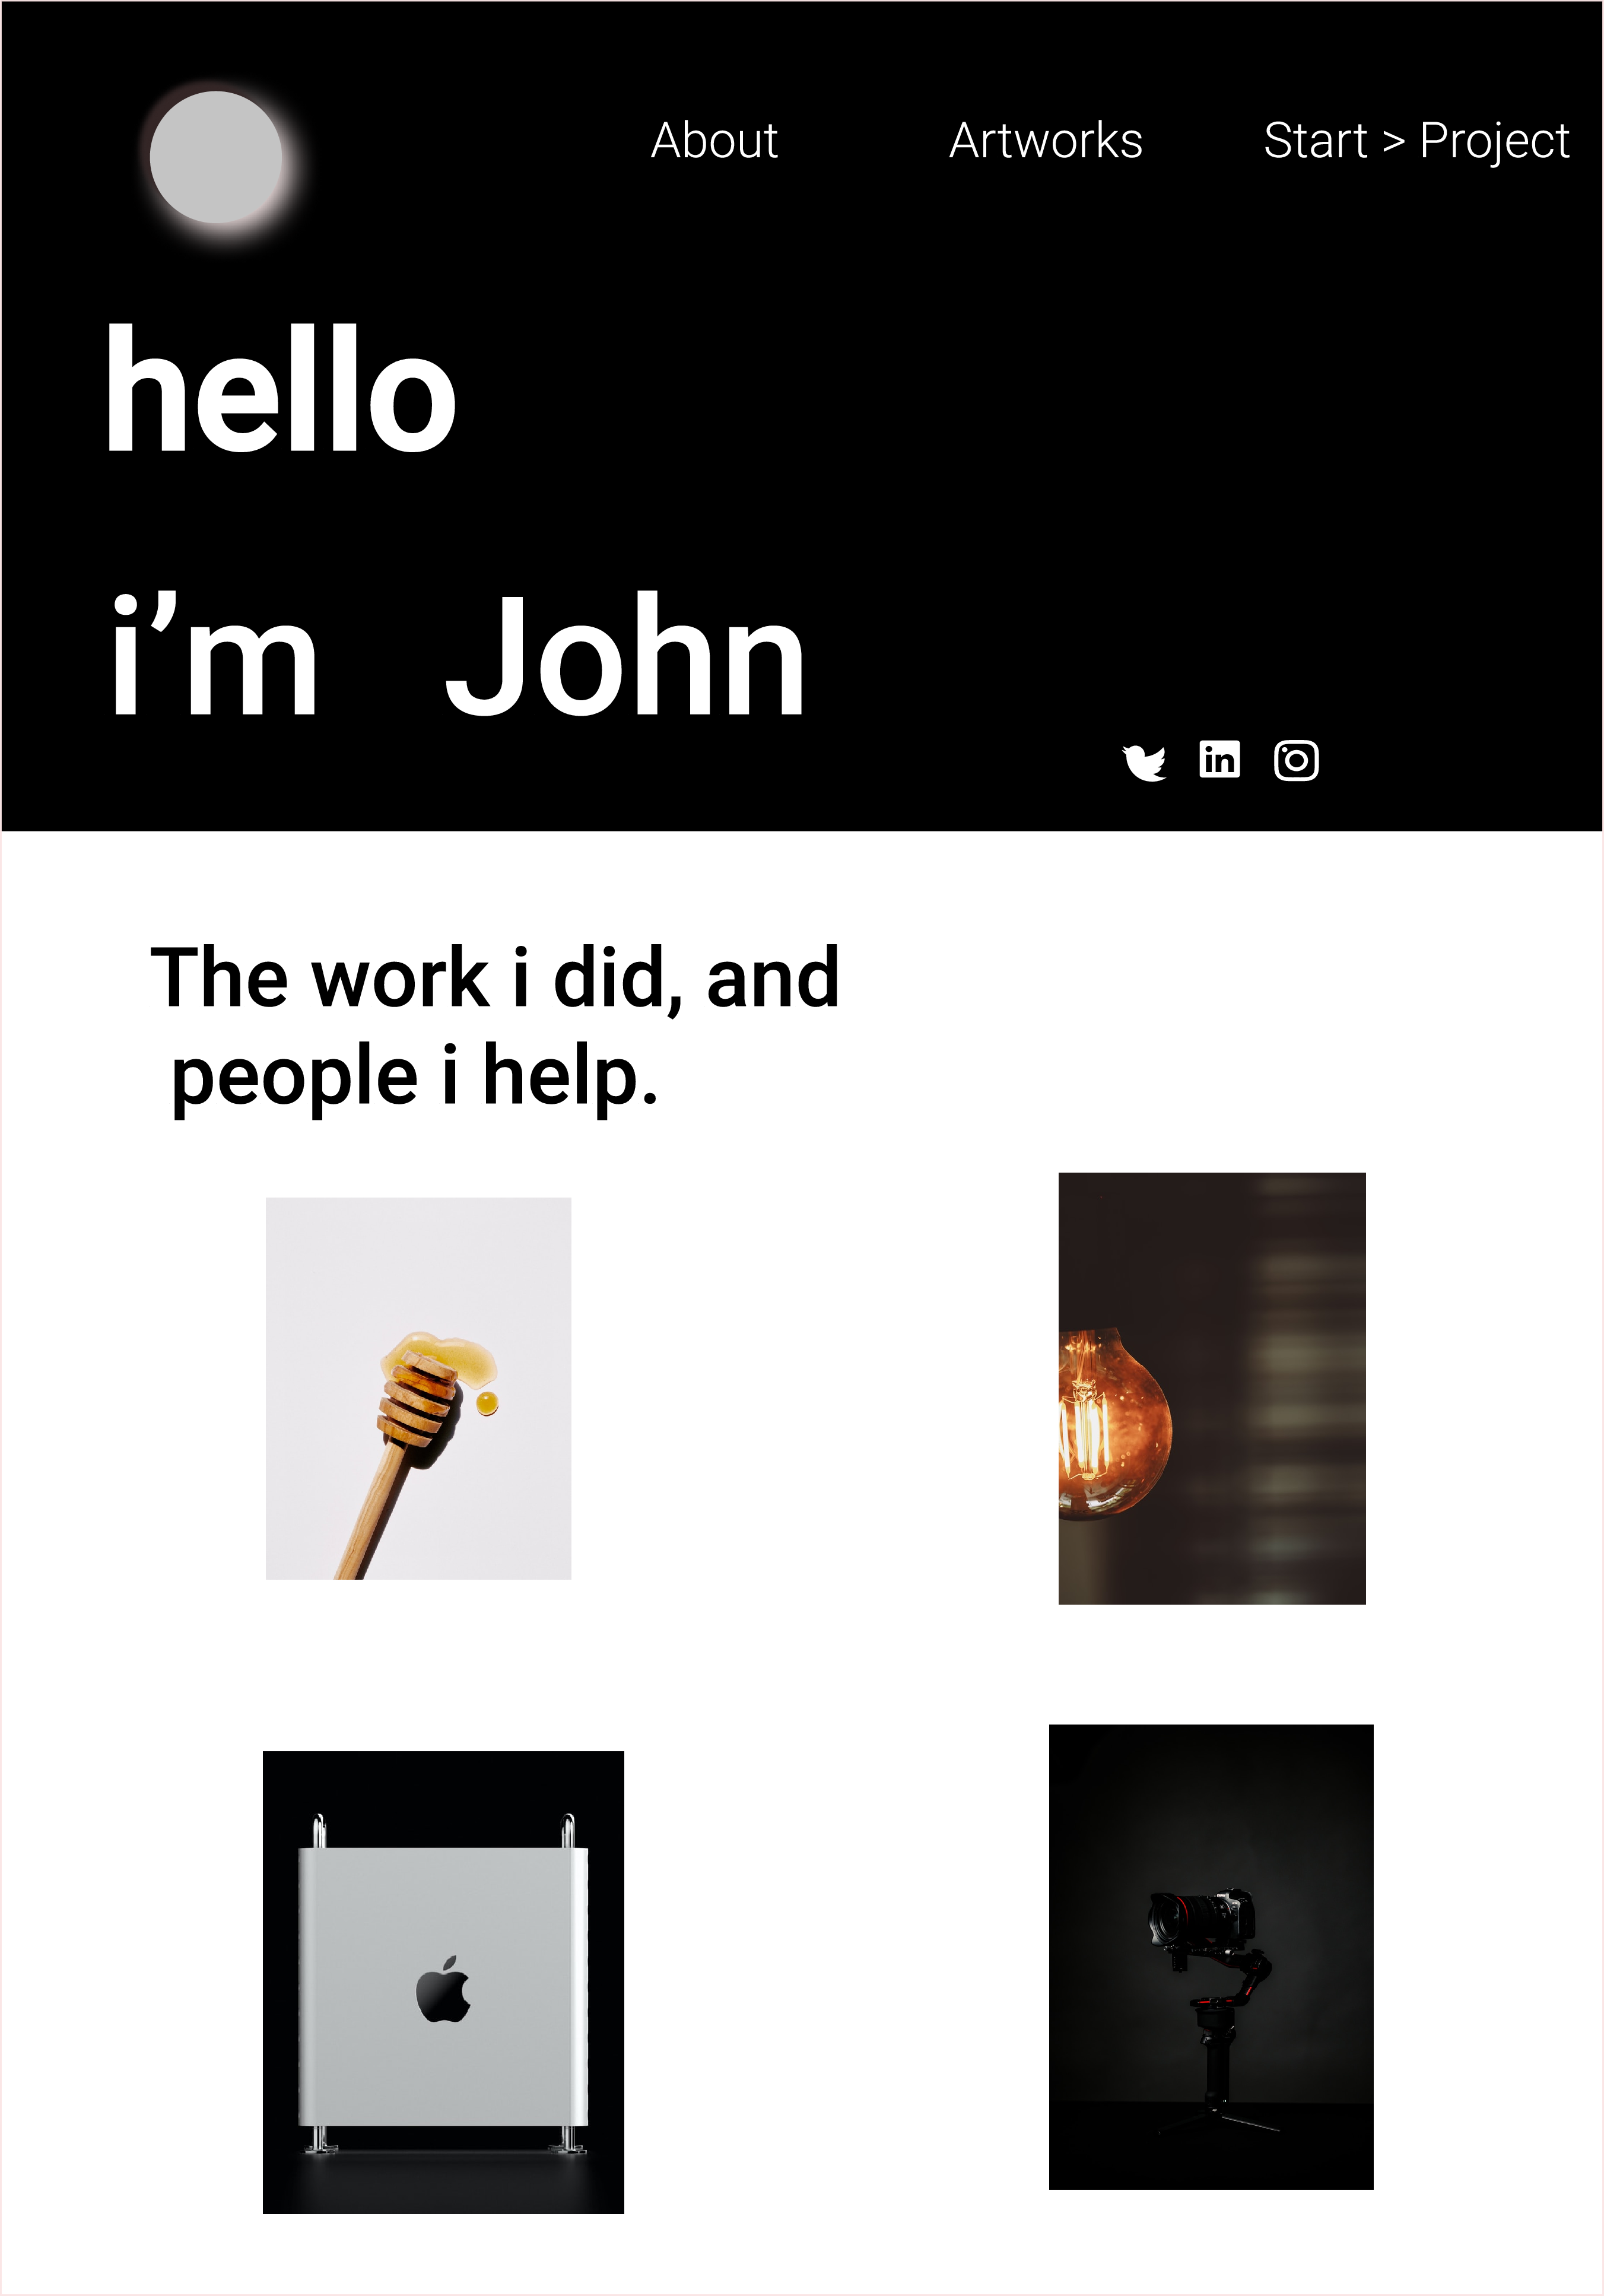 About Artworks Start > Project
hello
i’m John
The work i did, and
people i help.